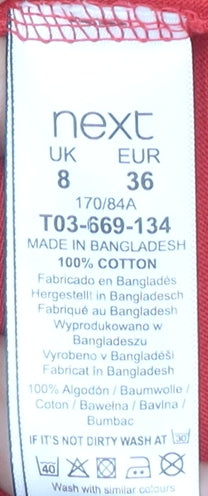 next
UK EUR
8 36
170/84A
T03-669-134
MADE IN BANGLADESH
100% COTTON
Fabricado en Bangladés
Hergestellt in Bangladesch
Fabriqué au Bangladesh
Wyprodukowano w
Bangladeszu
Vyrobeno v Bangladéši
Fabricat în Bangladesh
100% Algodón / Baumwolle /
Coton / Bawełna / Bavlna /
Bumbac
IF IT'S NOT DIRTY WASH AT 30
40
Wash with similar colours